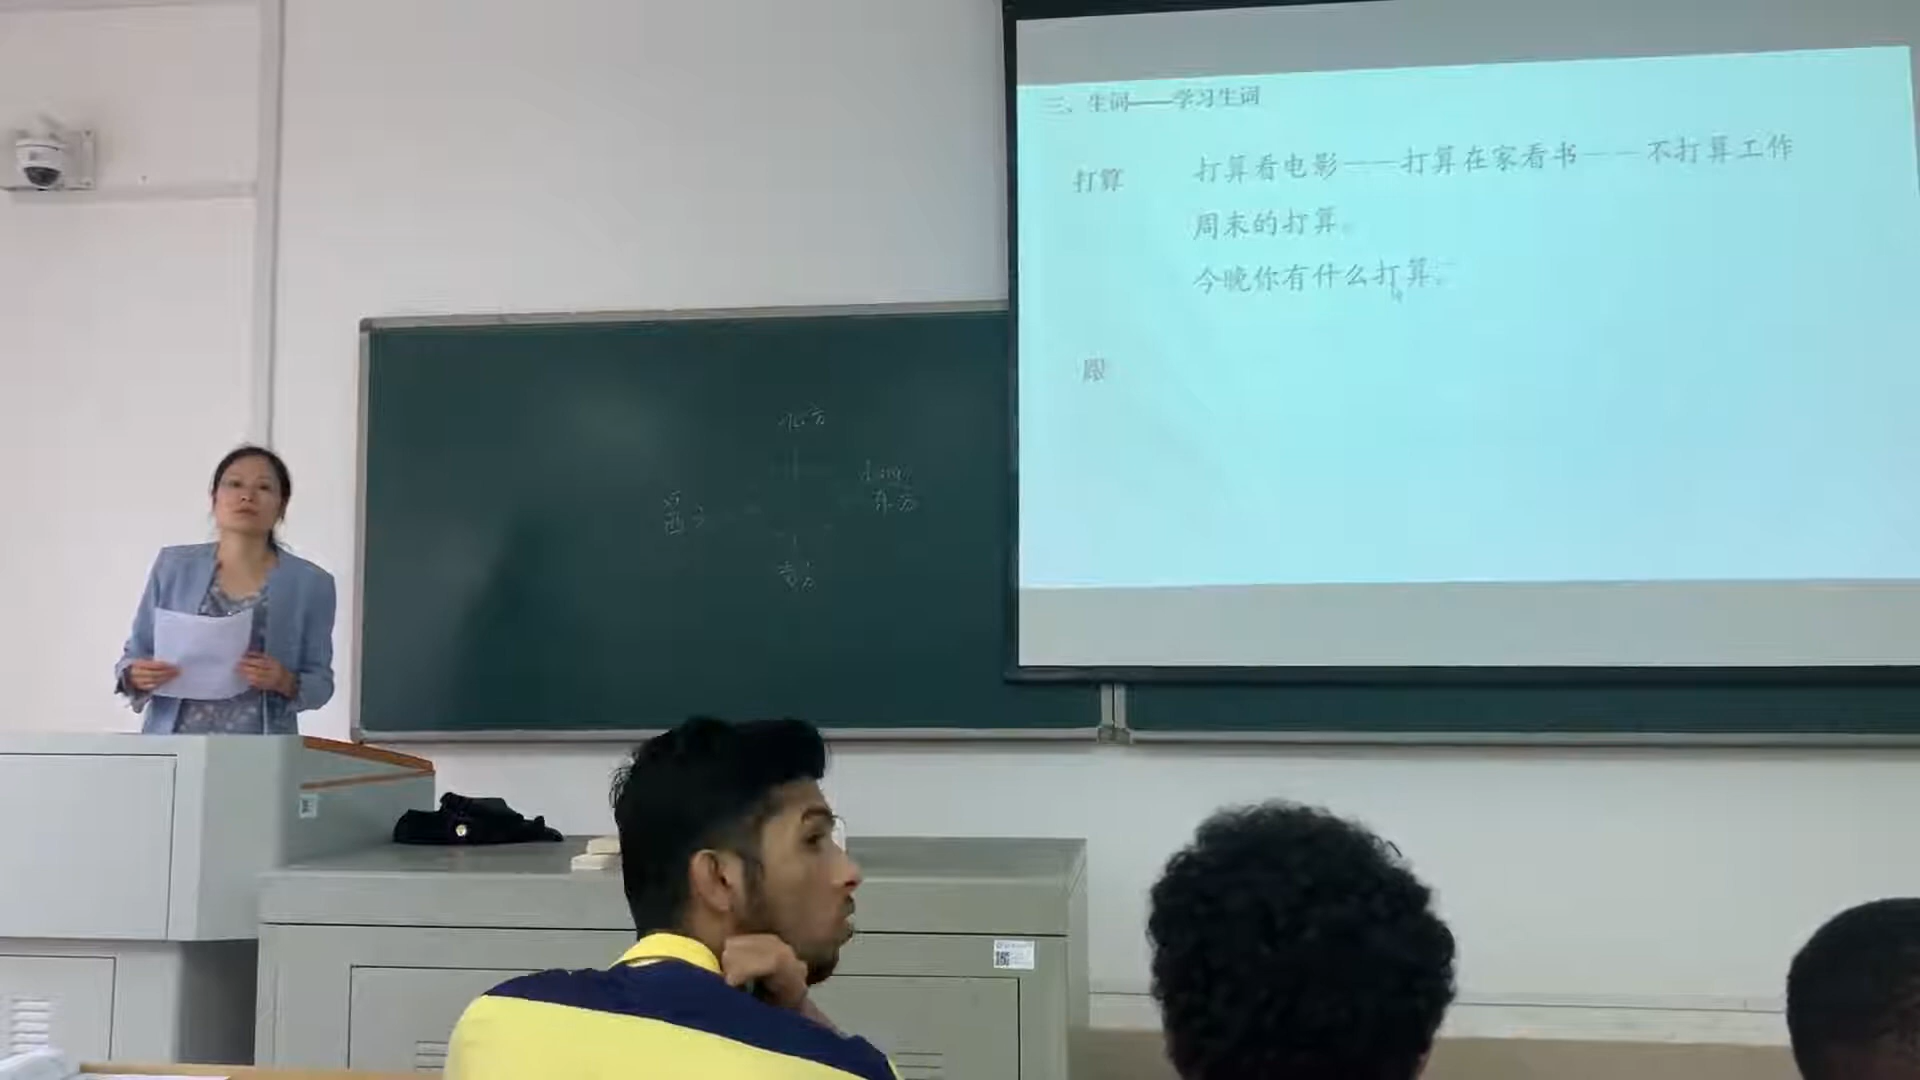 三、生词——学习生词
打算 打算看电影——打算在家看书——不打算工作
周末的打算。
今晚你有什么打算。
跟
北方
dong
东方
西方
南方